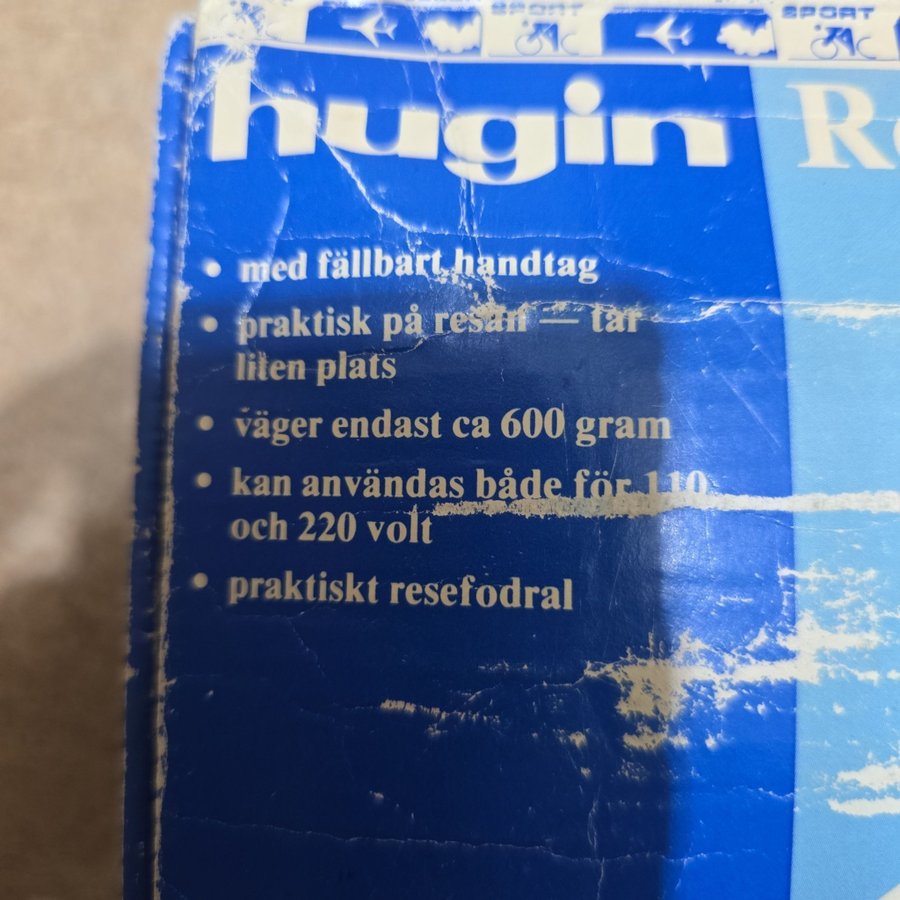 SPORT SPORT
hugin
• med fällbart handtag
• praktisk på resan — tar
liten plats
• väger endast ca 600 gram
• kan användas både för 110
och 220 volt
• praktiskt resefodral